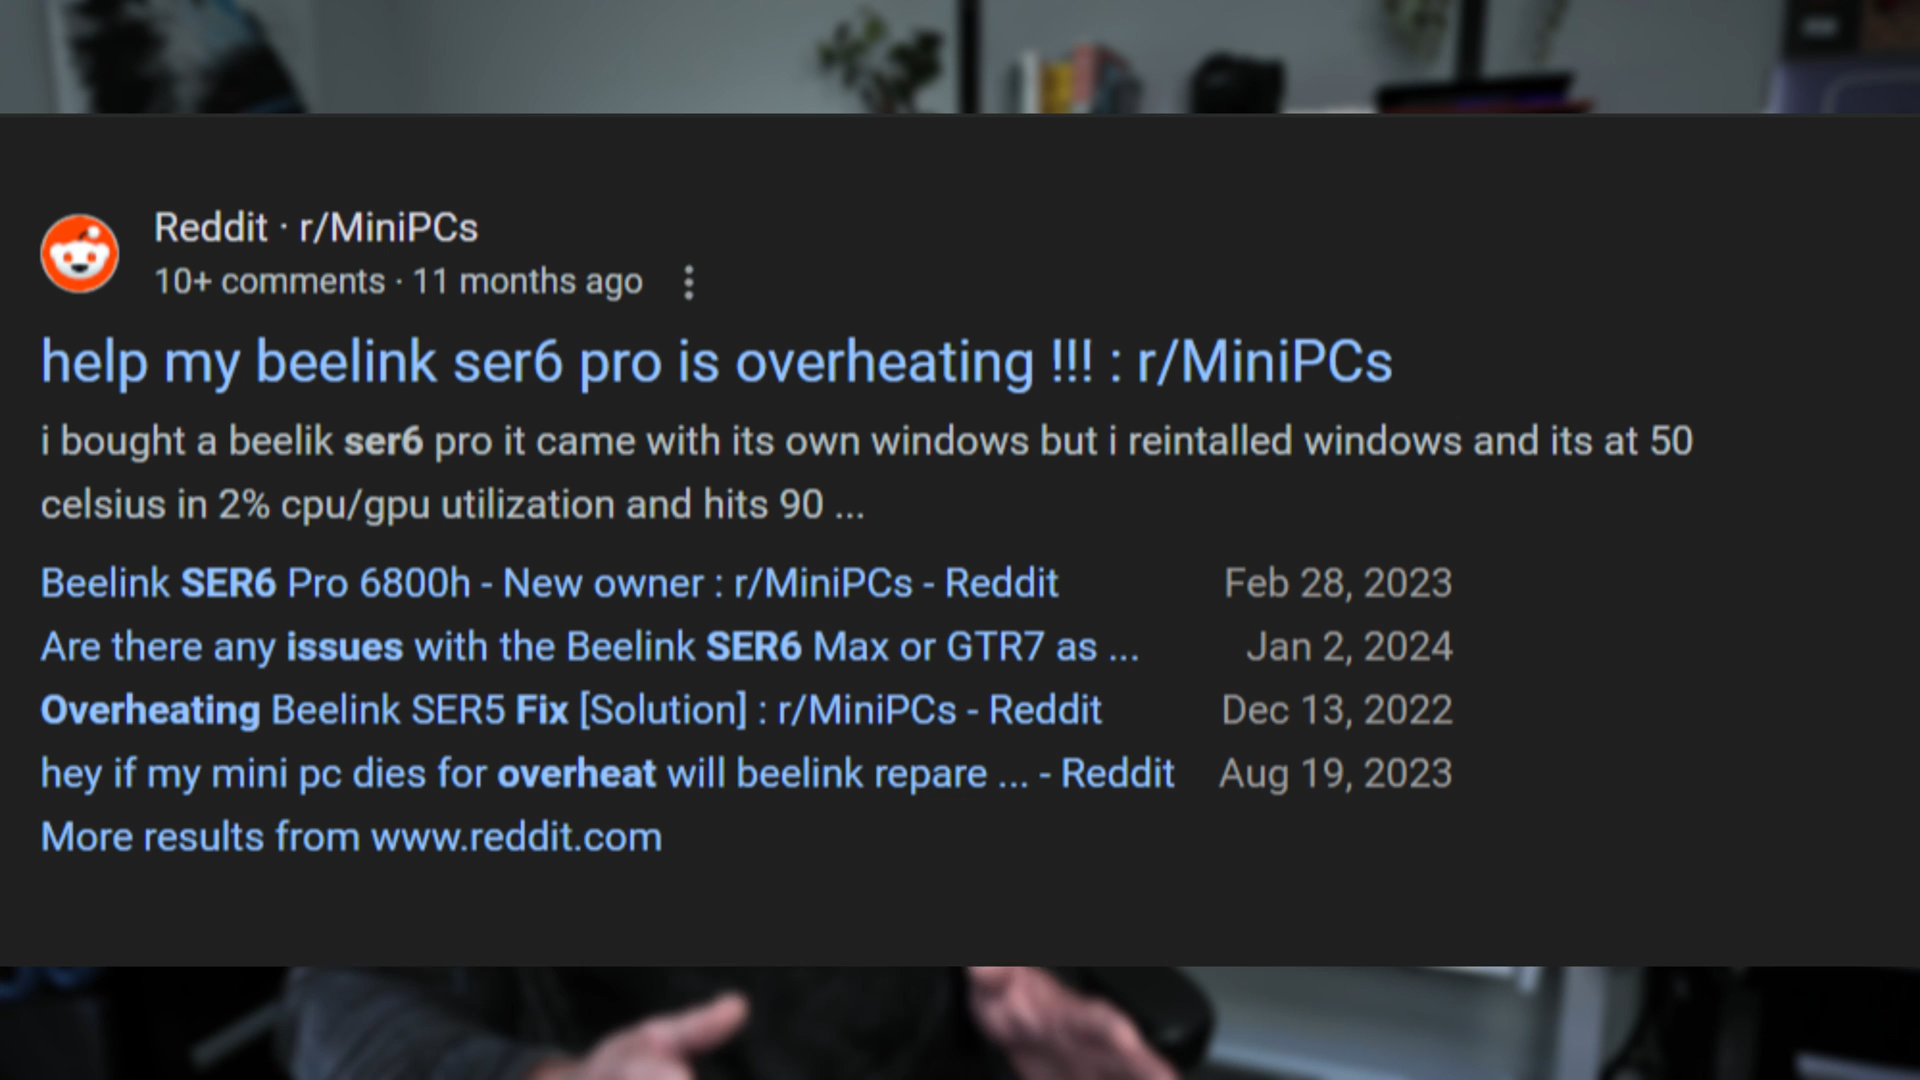 Reddit · r/MiniPCs
10+ comments · 11 months ago
help my beelink ser6 pro is overheating !!! : r/MiniPCs
i bought a beelik ser6 pro it came with its own windows but i reintalled windows and its at 50
celsius in 2% cpu/gpu utilization and hits 90 ...
Beelink SER6 Pro 6800h - New owner : r/MiniPCs - Reddit Feb 28, 2023
Are there any issues with the Beelink SER6 Max or GTR7 as ... Jan 2, 2024
Overheating Beelink SER5 Fix [Solution] : r/MiniPCs - Reddit Dec 13, 2022
hey if my mini pc dies for overheat will beelink repare ... - Reddit Aug 19, 2023
More results from www.reddit.com